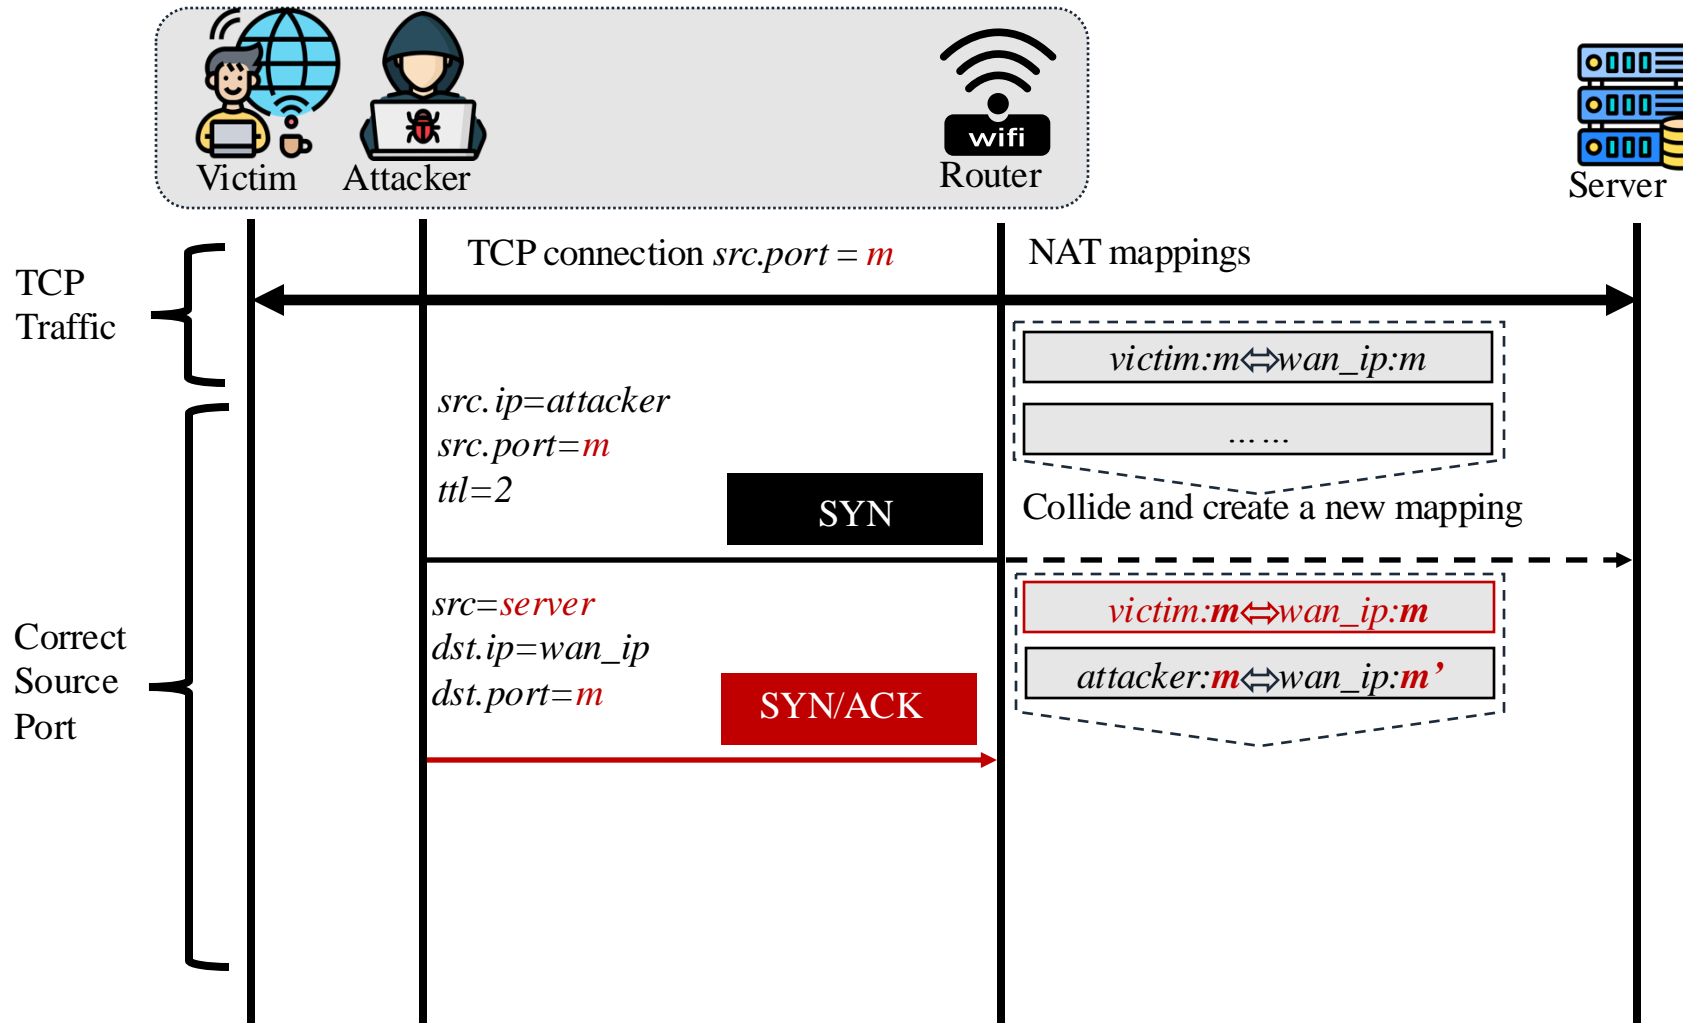 wifi
Victim
Attacker
Router
Server
TCP connection src.port = m
NAT mappings
TCP
Traffic
victim:m⇔wan_ip:m
... ...
src.ip=attacker
src.port=m
ttl=2
SYN
Collide and create a new mapping
Correct
Source
Port
src=server
dst.ip=wan_ip
dst.port=m
SYN/ACK
victim:m⇔wan_ip:m
attacker:m⇔wan_ip:m’